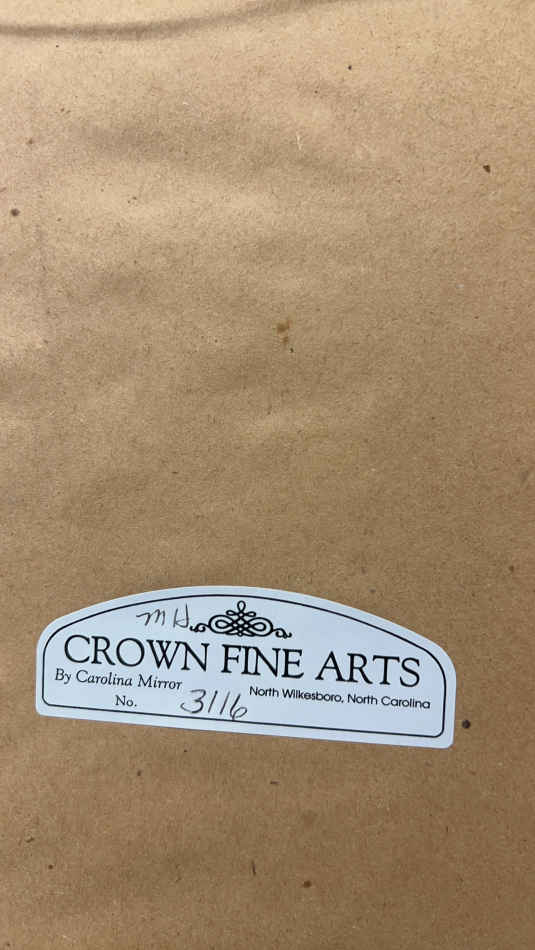 MH
CROWN FINE ARTS
By Carolina Mirror
North Wilkesboro, North Carolina
No. 3116